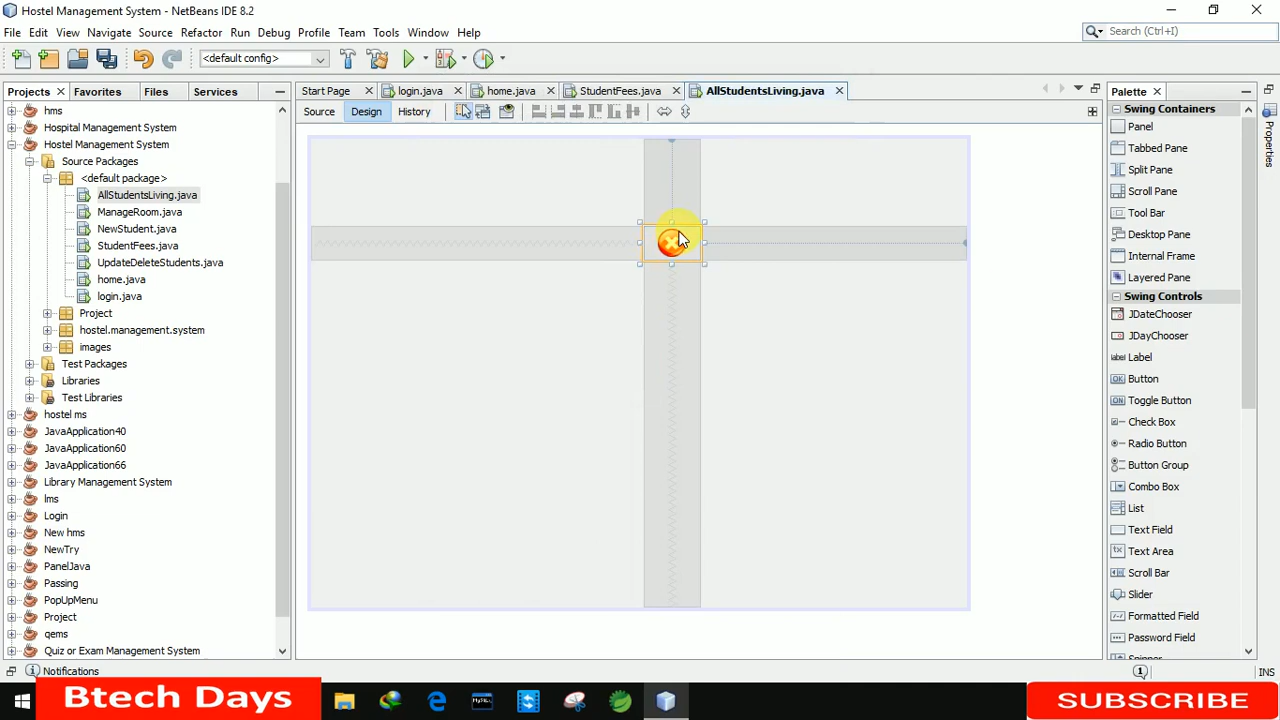 Hostel Management System - NetBeans IDE 8.2
File Edit View Navigate Source Refactor Run Debug Profile Team Tools Window Help
Search (Ctrl+I)
<default config>
Projects Favorites Files Services
Start Page login.java home.java StudentFees.java AllStudentsLiving.java
Palette
Source Design History
Properties
hms
Hospital Management System
Hostel Management System
Source Packages
<default package>
AllStudentsLiving.java
ManageRoom.java
NewStudent.java
StudentFees.java
UpdateDeleteStudents.java
home.java
login.java
Project
hostel.management.system
images
Test Packages
Libraries
Test Libraries
hostel ms
JavaApplication40
JavaApplication60
JavaApplication66
Library Management System
lms
Login
New hms
NewTry
PanelJava
Passing
PopUpMenu
Project
qems
Quiz or Exam Management System
Swing Containers
Panel
Tabbed Pane
Split Pane
Scroll Pane
Tool Bar
Desktop Pane
Internal Frame
Layered Pane
Swing Controls
JDateChooser
JDayChooser
Label
Button
Toggle Button
Check Box
Radio Button
Button Group
Combo Box
List
Text Field
Text Area
Scroll Bar
Slider
Formatted Field
Password Field
Spinner
Notifications
1
INS
Btech Days
SUBSCRIBE